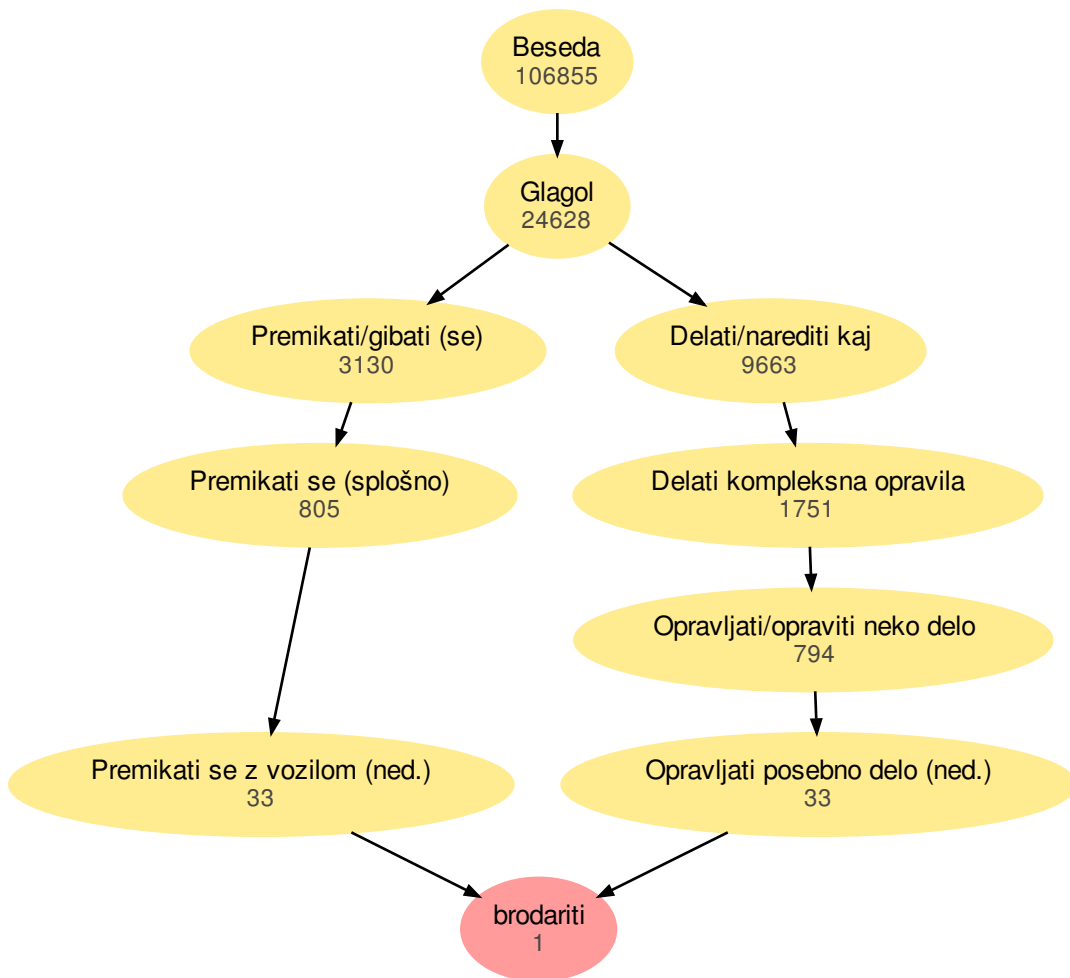 Beseda
106855
Glagol
24628
Premikati/gibati (se)
3130
Delati/narediti kaj
9663
Premikati se (splošno)
805
Delati kompleksna opravila
1751
Opravljati/opraviti neko delo
794
Premikati se z vozilom (ned.)
33
Opravljati posebno delo (ned.)
33
brodariti
1